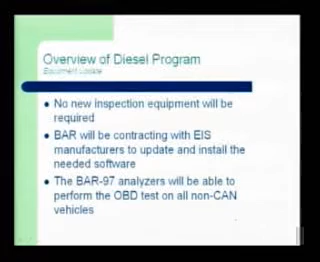 Overview of Diesel Program
Equipment Update
• No new inspection equipment will be
required
• BAR will be contracting with EIS
manufacturers to update and install the
needed software
• The BAR-97 analyzers will be able to
perform the OBD test on all non-CAN
vehicles